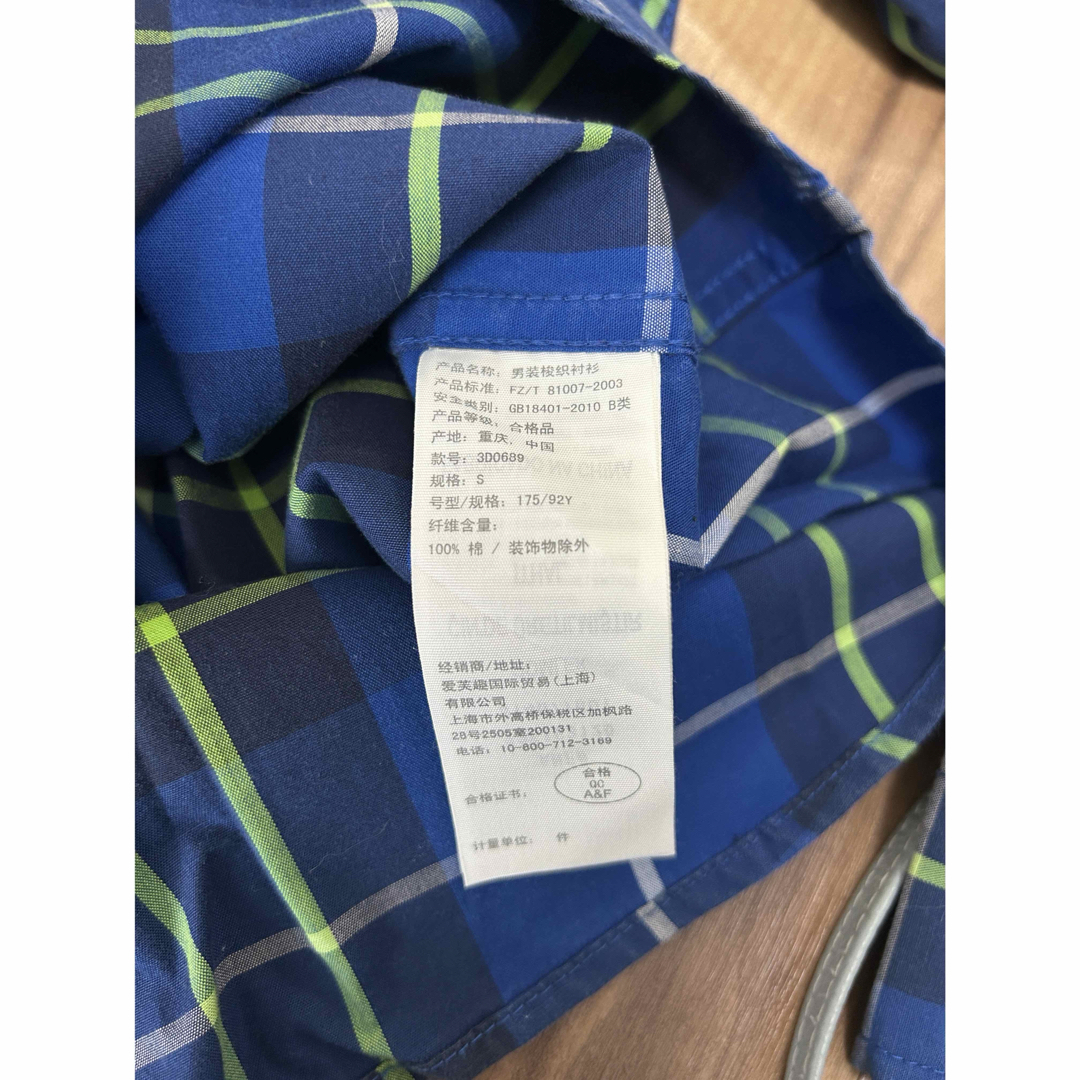 产品名称: 男装梭织衬衫
产品标准: FZ/T 81007-2003
安全类别: GB18401-2010 B类
产品等级: 合格品
产地: 重庆, 中国
款号: 3D0689
规格: S
号型/规格: 175/92Y
纤维含量:
100% 棉 / 装饰物除外
经销商/地址:
爱芙趣国际贸易(上海)
有限公司
上海市外高桥保税区加枫路
28号2505室200131
电话: 10-800-712-3169
合格
QC
A&F
合格证书:
计量单位: 件